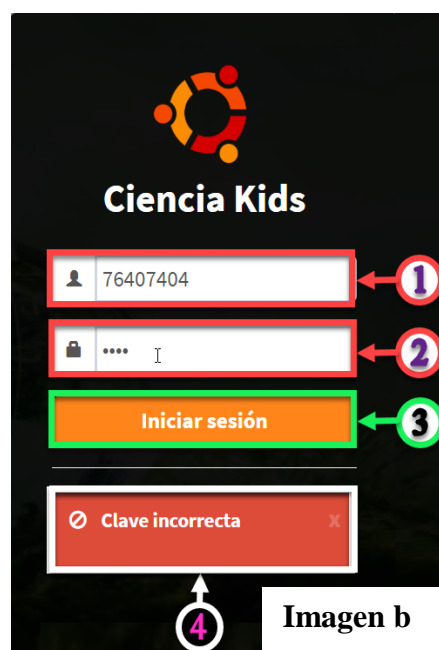 Ciencia Kids
76407404
1
••••
2
Iniciar sesión
3
Clave incorrecta x
4
Imagen b